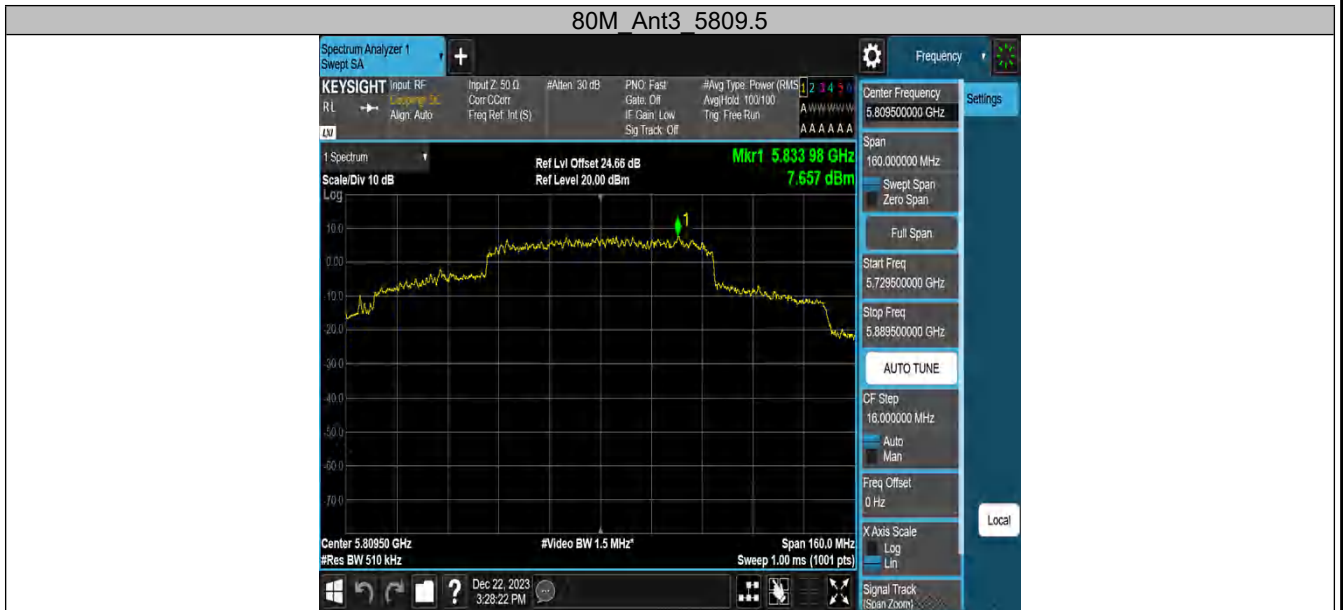 80M_Ant3_5809.5
Spectrum Analyzer 1
Swept SA
+
Frequency
KEYSIGHT
RL
LXI
Input: RF
Coupling: DC
Align: Auto
Input Z: 50 Ω
Corr CCorr
Freq Ref: Int (S)
#Atten: 30 dB
PNO: Fast
Gate: Off
IF Gain: Low
Sig Track: Off
#Avg Type: Power (RMS
Avg|Hold: 100/100
Trig: Free Run
1 2 3 4 5 6
A W W W W W
A A A A A A
1 Spectrum
Scale/Div 10 dB
Log
Ref Lvl Offset 24.66 dB
Ref Level 20.00 dBm
Mkr1 5.833 98 GHz
7.657 dBm
1
10.0
0.00
-10.0
-20.0
-30.0
-40.0
-50.0
-60.0
-70.0
Center 5.80950 GHz
#Res BW 510 kHz
#Video BW 1.5 MHz*
Span 160.0 MHz
Sweep 1.00 ms (1001 pts)
?
Dec 22, 2023
3:28:22 PM
Center Frequency
5.809500000 GHz
Settings
Span
160.000000 MHz
Swept Span
Zero Span
Full Span
Start Freq
5.729500000 GHz
Stop Freq
5.889500000 GHz
AUTO TUNE
CF Step
16.000000 MHz
Auto
Man
Freq Offset
0 Hz
X Axis Scale
Log
Lin
Local
Signal Track
(Span Zoom)